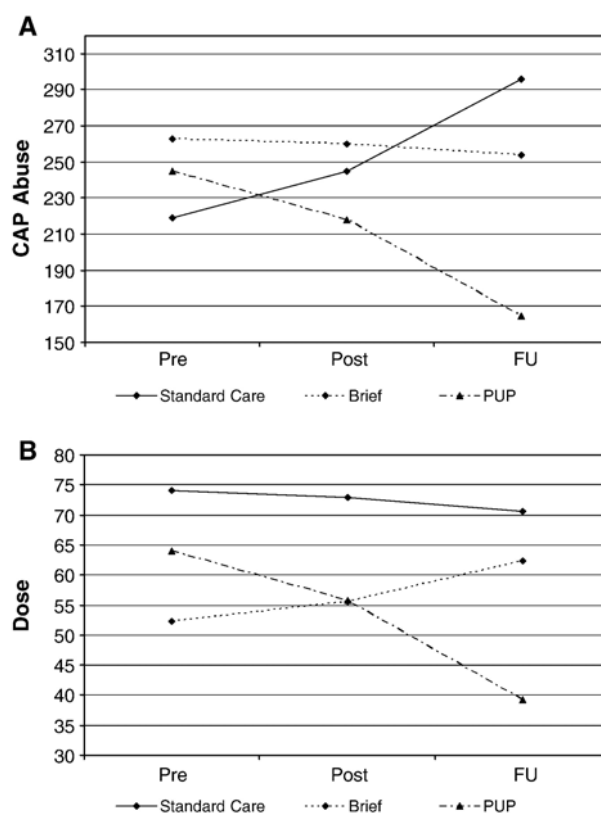 A
310
290
270
250
230
210
190
170
150
CAP Abuse
Pre Post FU
Standard Care Brief PUP
B
80
75
70
65
60
55
50
45
40
35
30
Dose
Pre Post FU
Standard Care Brief PUP